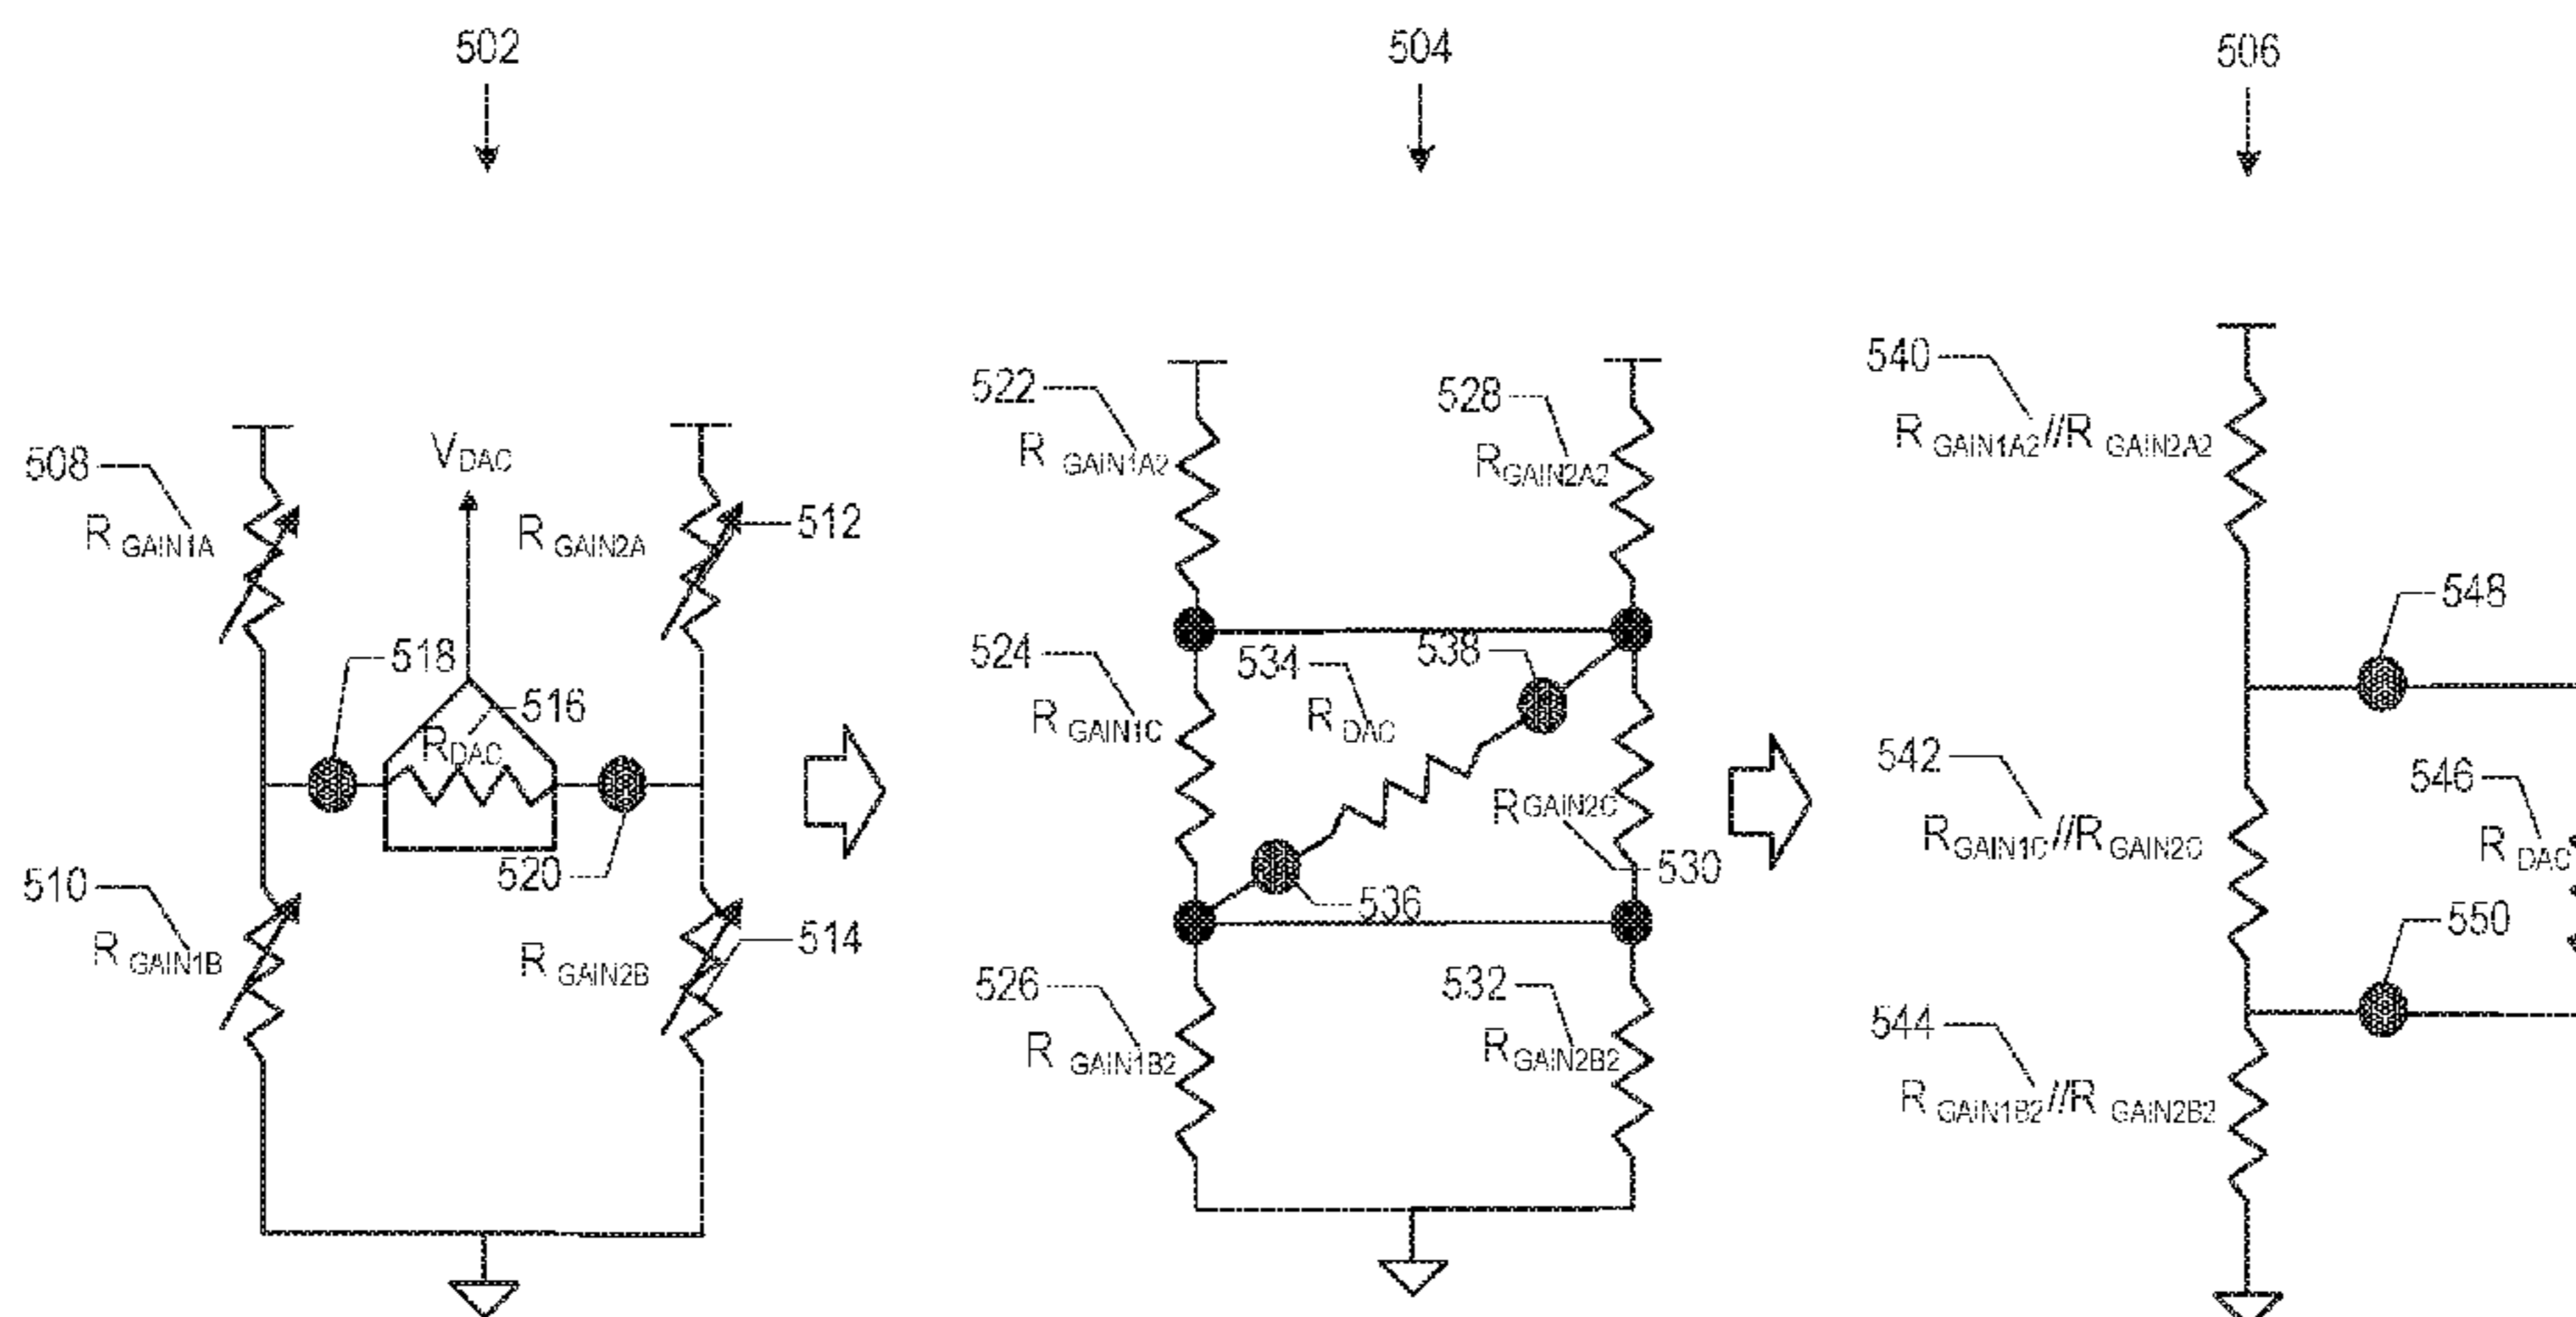 502
504
506
508
R GAIN1A
VDAC
R GAIN2A
512
518
516
RDAC
520
510
R GAIN1B
R GAIN2B
514
522
R GAIN1A2
528
RGAIN2A2
524
R GAIN1C
534
R DAC
538
RGAIN2C
530
536
526
R GAIN1B2
532
RGAIN2B2
540
R GAIN1A2//R GAIN2A2
548
542
RGAIN1C//RGAIN2C
546
R DAC
550
544
R GAIN1B2//R GAIN2B2